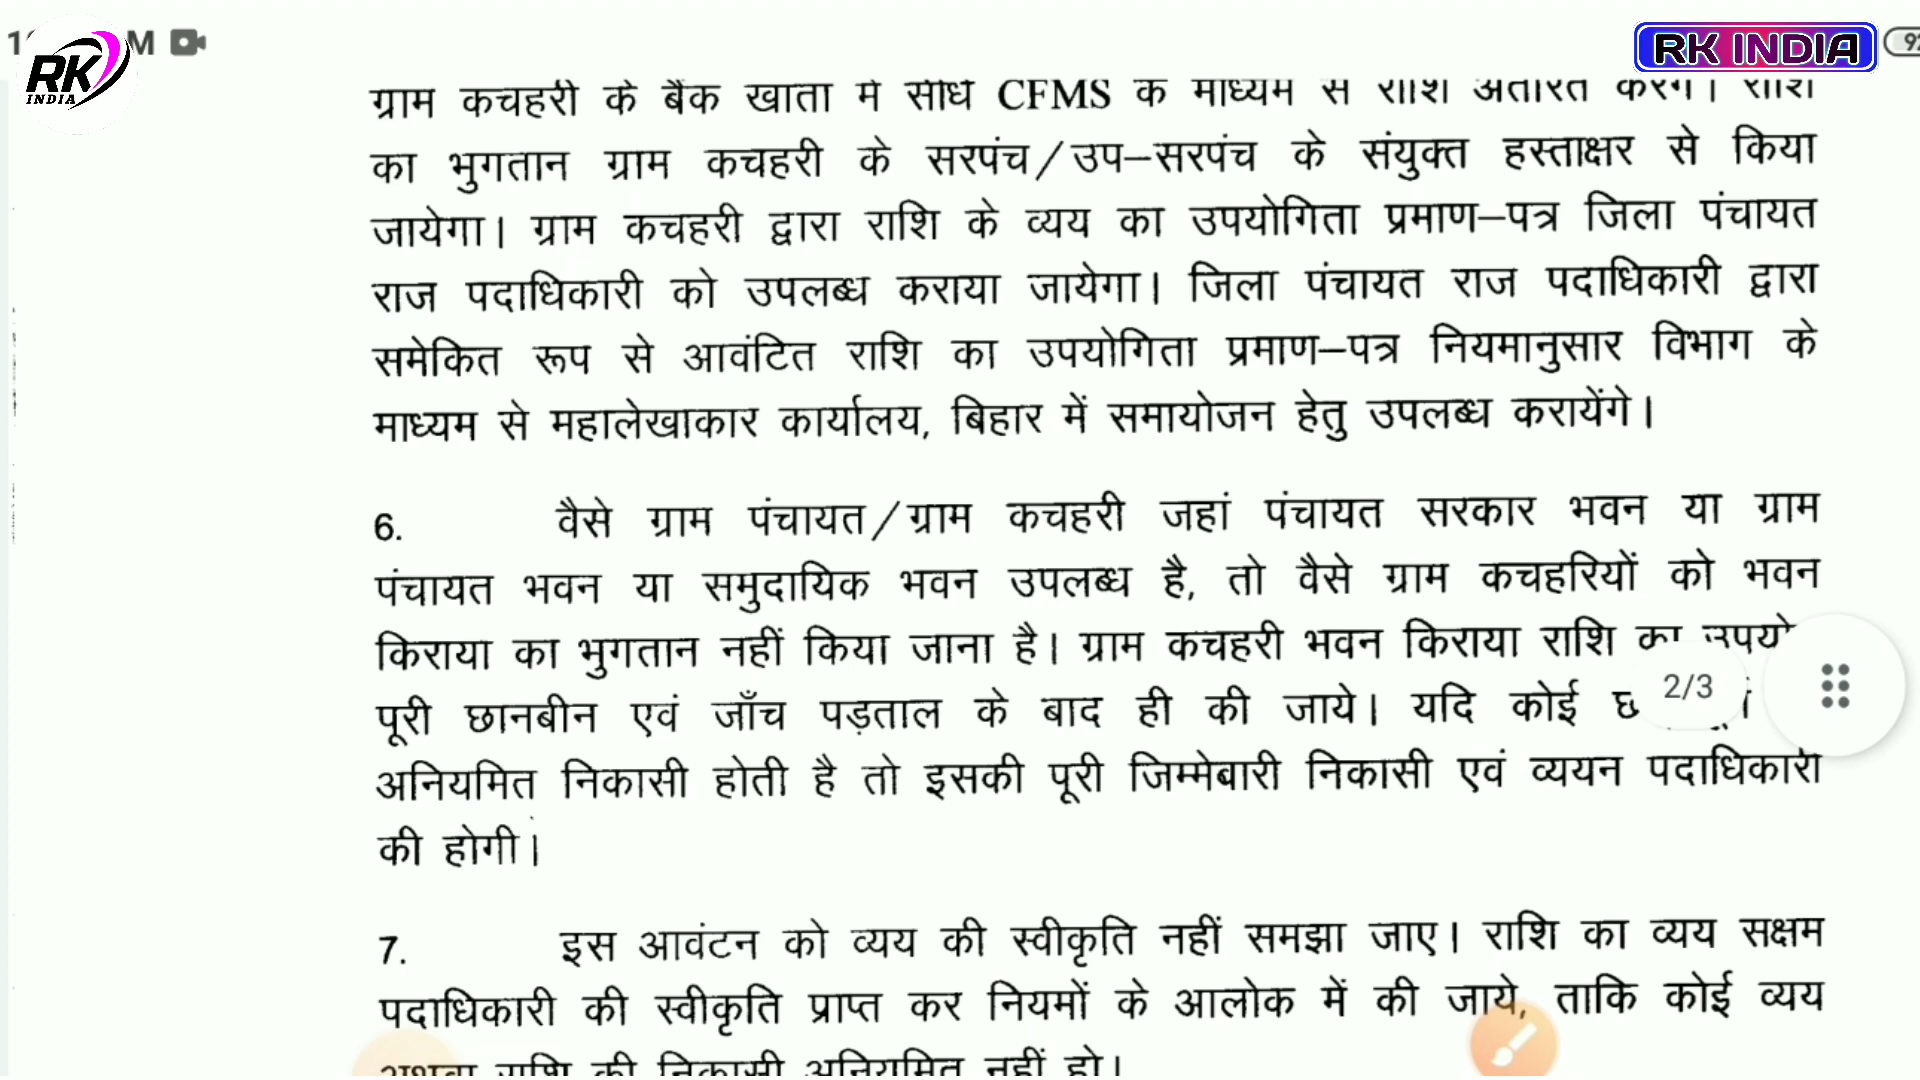 RK INDIA
M
RK INDIA
ग्राम कचहरी के बैंक खाता में सीधे CFMS के माध्यम से राशि अंतरित करेंगे। राशि
का भुगतान ग्राम कचहरी के सरपंच/उप–सरपंच के संयुक्त हस्ताक्षर से किया
जायेगा। ग्राम कचहरी द्वारा राशि के व्यय का उपयोगिता प्रमाण–पत्र जिला पंचायत
राज पदाधिकारी को उपलब्ध कराया जायेगा। जिला पंचायत राज पदाधिकारी द्वारा
समेकित रूप से आवंटित राशि का उपयोगिता प्रमाण–पत्र नियमानुसार विभाग के
माध्यम से महालेखाकार कार्यालय, बिहार में समायोजन हेतु उपलब्ध करायेंगे।
6. वैसे ग्राम पंचायत/ग्राम कचहरी जहां पंचायत सरकार भवन या ग्राम
पंचायत भवन या समुदायिक भवन उपलब्ध है, तो वैसे ग्राम कचहरियों को भवन
किराया का भुगतान नहीं किया जाना है। ग्राम कचहरी भवन किराया राशि का
2/3
पूरी छानबीन एवं जाँच पड़ताल के बाद ही की जाये। यदि कोई
अनियमित निकासी होती है तो इसकी पूरी जिम्मेबारी निकासी एवं व्ययन पदाधिकारी
की होगी।
7. इस आवंटन को व्यय की स्वीकृति नहीं समझा जाए। राशि का व्यय सक्षम
पदाधिकारी की स्वीकृति प्राप्त कर नियमों के आलोक में की जाये, ताकि कोई व्यय
अथवा राशि की निकासी अनियमित नहीं हो।